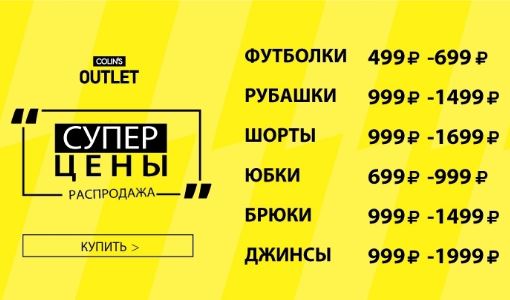 COLIN'S
OUTLET
СУПЕР
ЦЕНЫ
РАСПРОДАЖА
КУПИТЬ >
ФУТБОЛКИ 499 ₽ -699 ₽
РУБАШКИ 999 ₽ -1499 ₽
ШОРТЫ 999 ₽ -1699 ₽
ЮБКИ 699 ₽ -999 ₽
БРЮКИ 999 ₽ -1499 ₽
ДЖИНСЫ 999 ₽ -1999 ₽